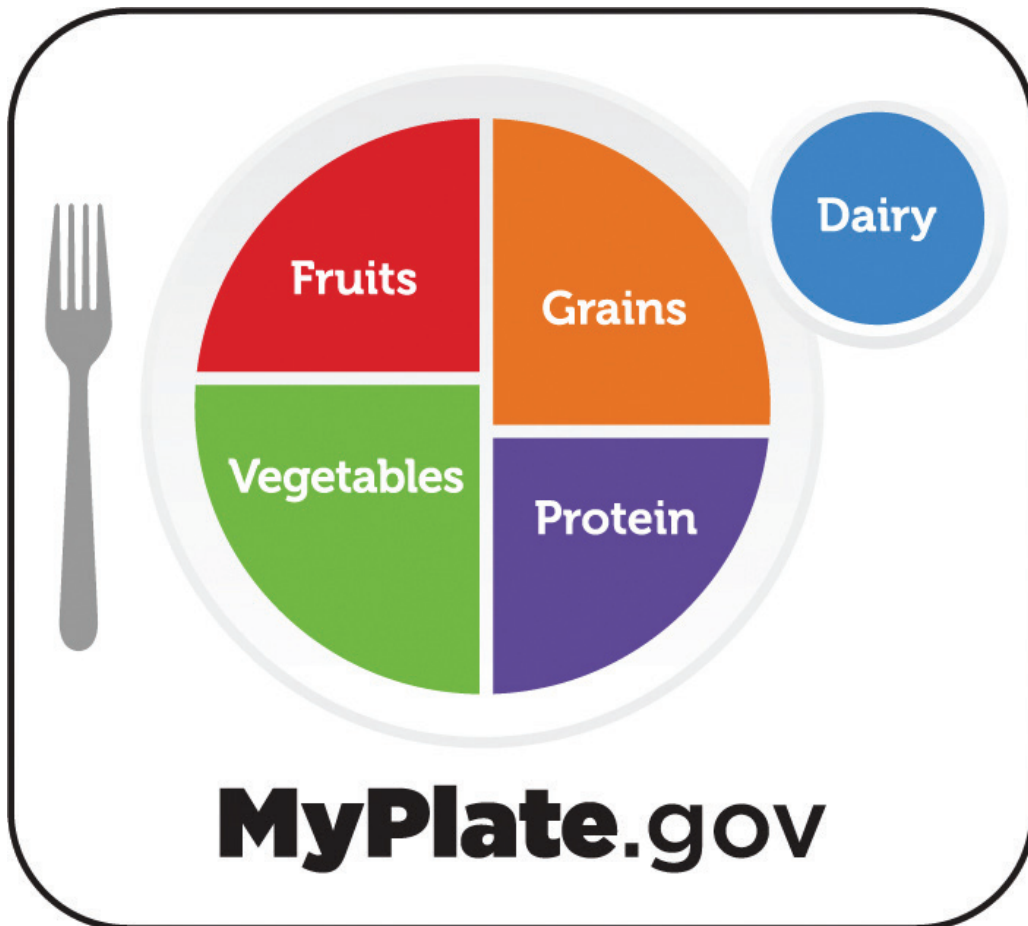 Fruits
Grains
Dairy
Vegetables
Protein
MyPlate.gov